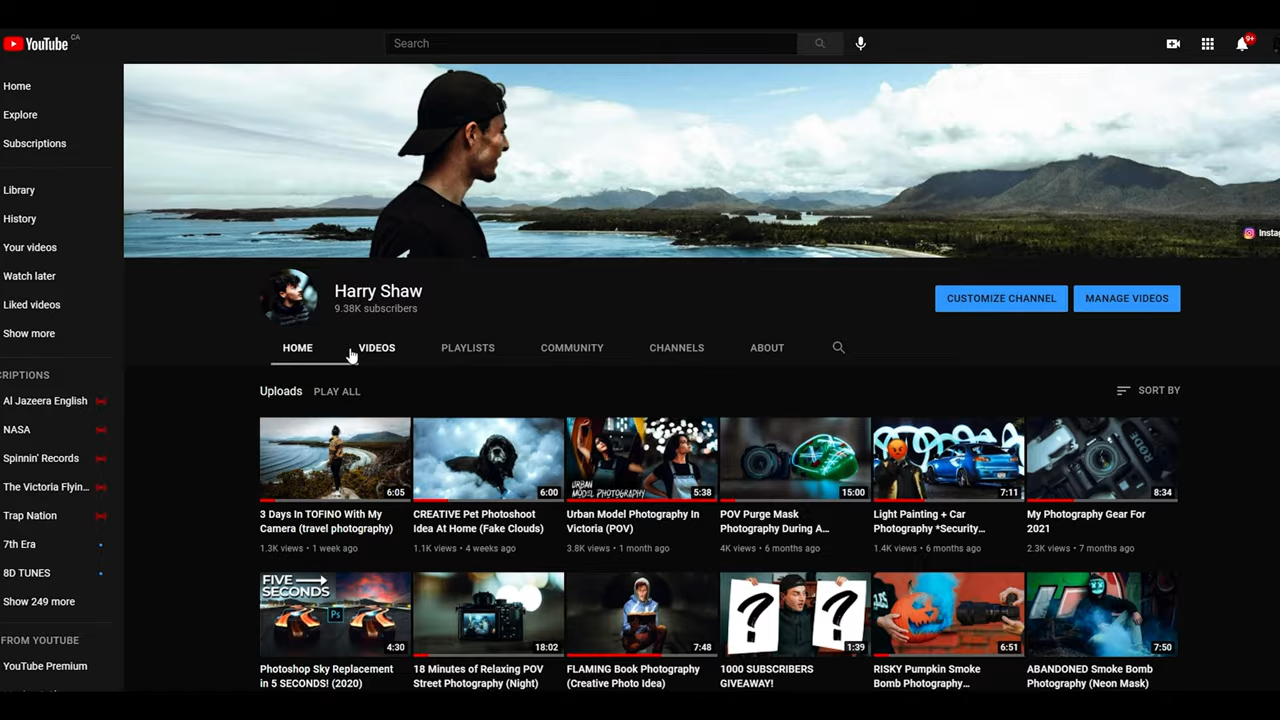 YouTube CA
Search
9+
Home
Explore
Subscriptions
Library
History
Your videos
Watch later
Liked videos
Show more
CRIPTIONS
Al Jazeera English
NASA
Spinnin' Records
The Victoria Flyin...
Trap Nation
7th Era
8D TUNES
Show 249 more
FROM YOUTUBE
YouTube Premium
Insta
Harry Shaw
9.38K subscribers
CUSTOMIZE CHANNEL
MANAGE VIDEOS
HOME VIDEOS PLAYLISTS COMMUNITY CHANNELS ABOUT
Uploads PLAY ALL
SORT BY
6:05
3 Days In TOFINO With My
Camera (travel photography)
1.3K views • 1 week ago
6:00
CREATIVE Pet Photoshoot
Idea At Home (Fake Clouds)
1.1K views • 4 weeks ago
URBAN
MODEL PHOTOGRAPHY
5:38
Urban Model Photography In
Victoria (POV)
3.8K views • 1 month ago
15:00
POV Purge Mask
Photography During A...
4K views • 6 months ago
7:11
Light Painting + Car
Photography *Security...
1.4K views • 6 months ago
RODE
8:34
My Photography Gear For
2021
2.3K views • 7 months ago
FIVE
SECONDS
Ps
4:30
Photoshop Sky Replacement
in 5 SECONDS! (2020)
18:02
18 Minutes of Relaxing POV
Street Photography (Night)
7:48
FLAMING Book Photography
(Creative Photo Idea)
? ?
1:39
1000 SUBSCRIBERS
GIVEAWAY!
6:51
RISKY Pumpkin Smoke
Bomb Photography...
7:50
ABANDONED Smoke Bomb
Photography (Neon Mask)